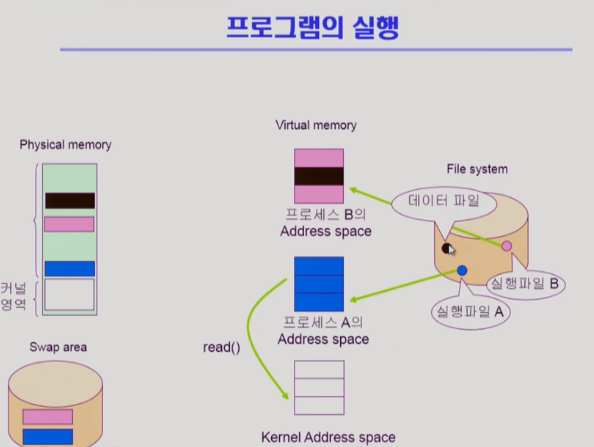 프로그램의 실행
Virtual memory
Physical memory
File system
데이터 파일
프로세스 B의
Address space
실행파일 B
커널
영역
실행파일 A
프로세스 A의
Address space
Swap area
read()
Kernel Address space